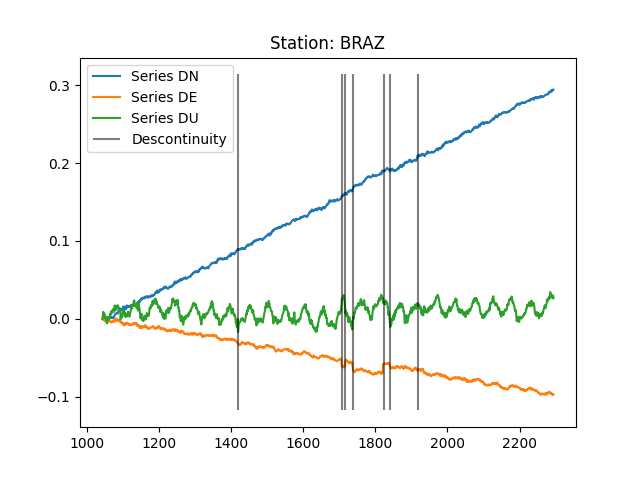 Station: BRAZ
Series DN
Series DE
Series DU
Descontinuity
0.3
0.2
0.1
0.0
−0.1
1000 1200 1400 1600 1800 2000 2200